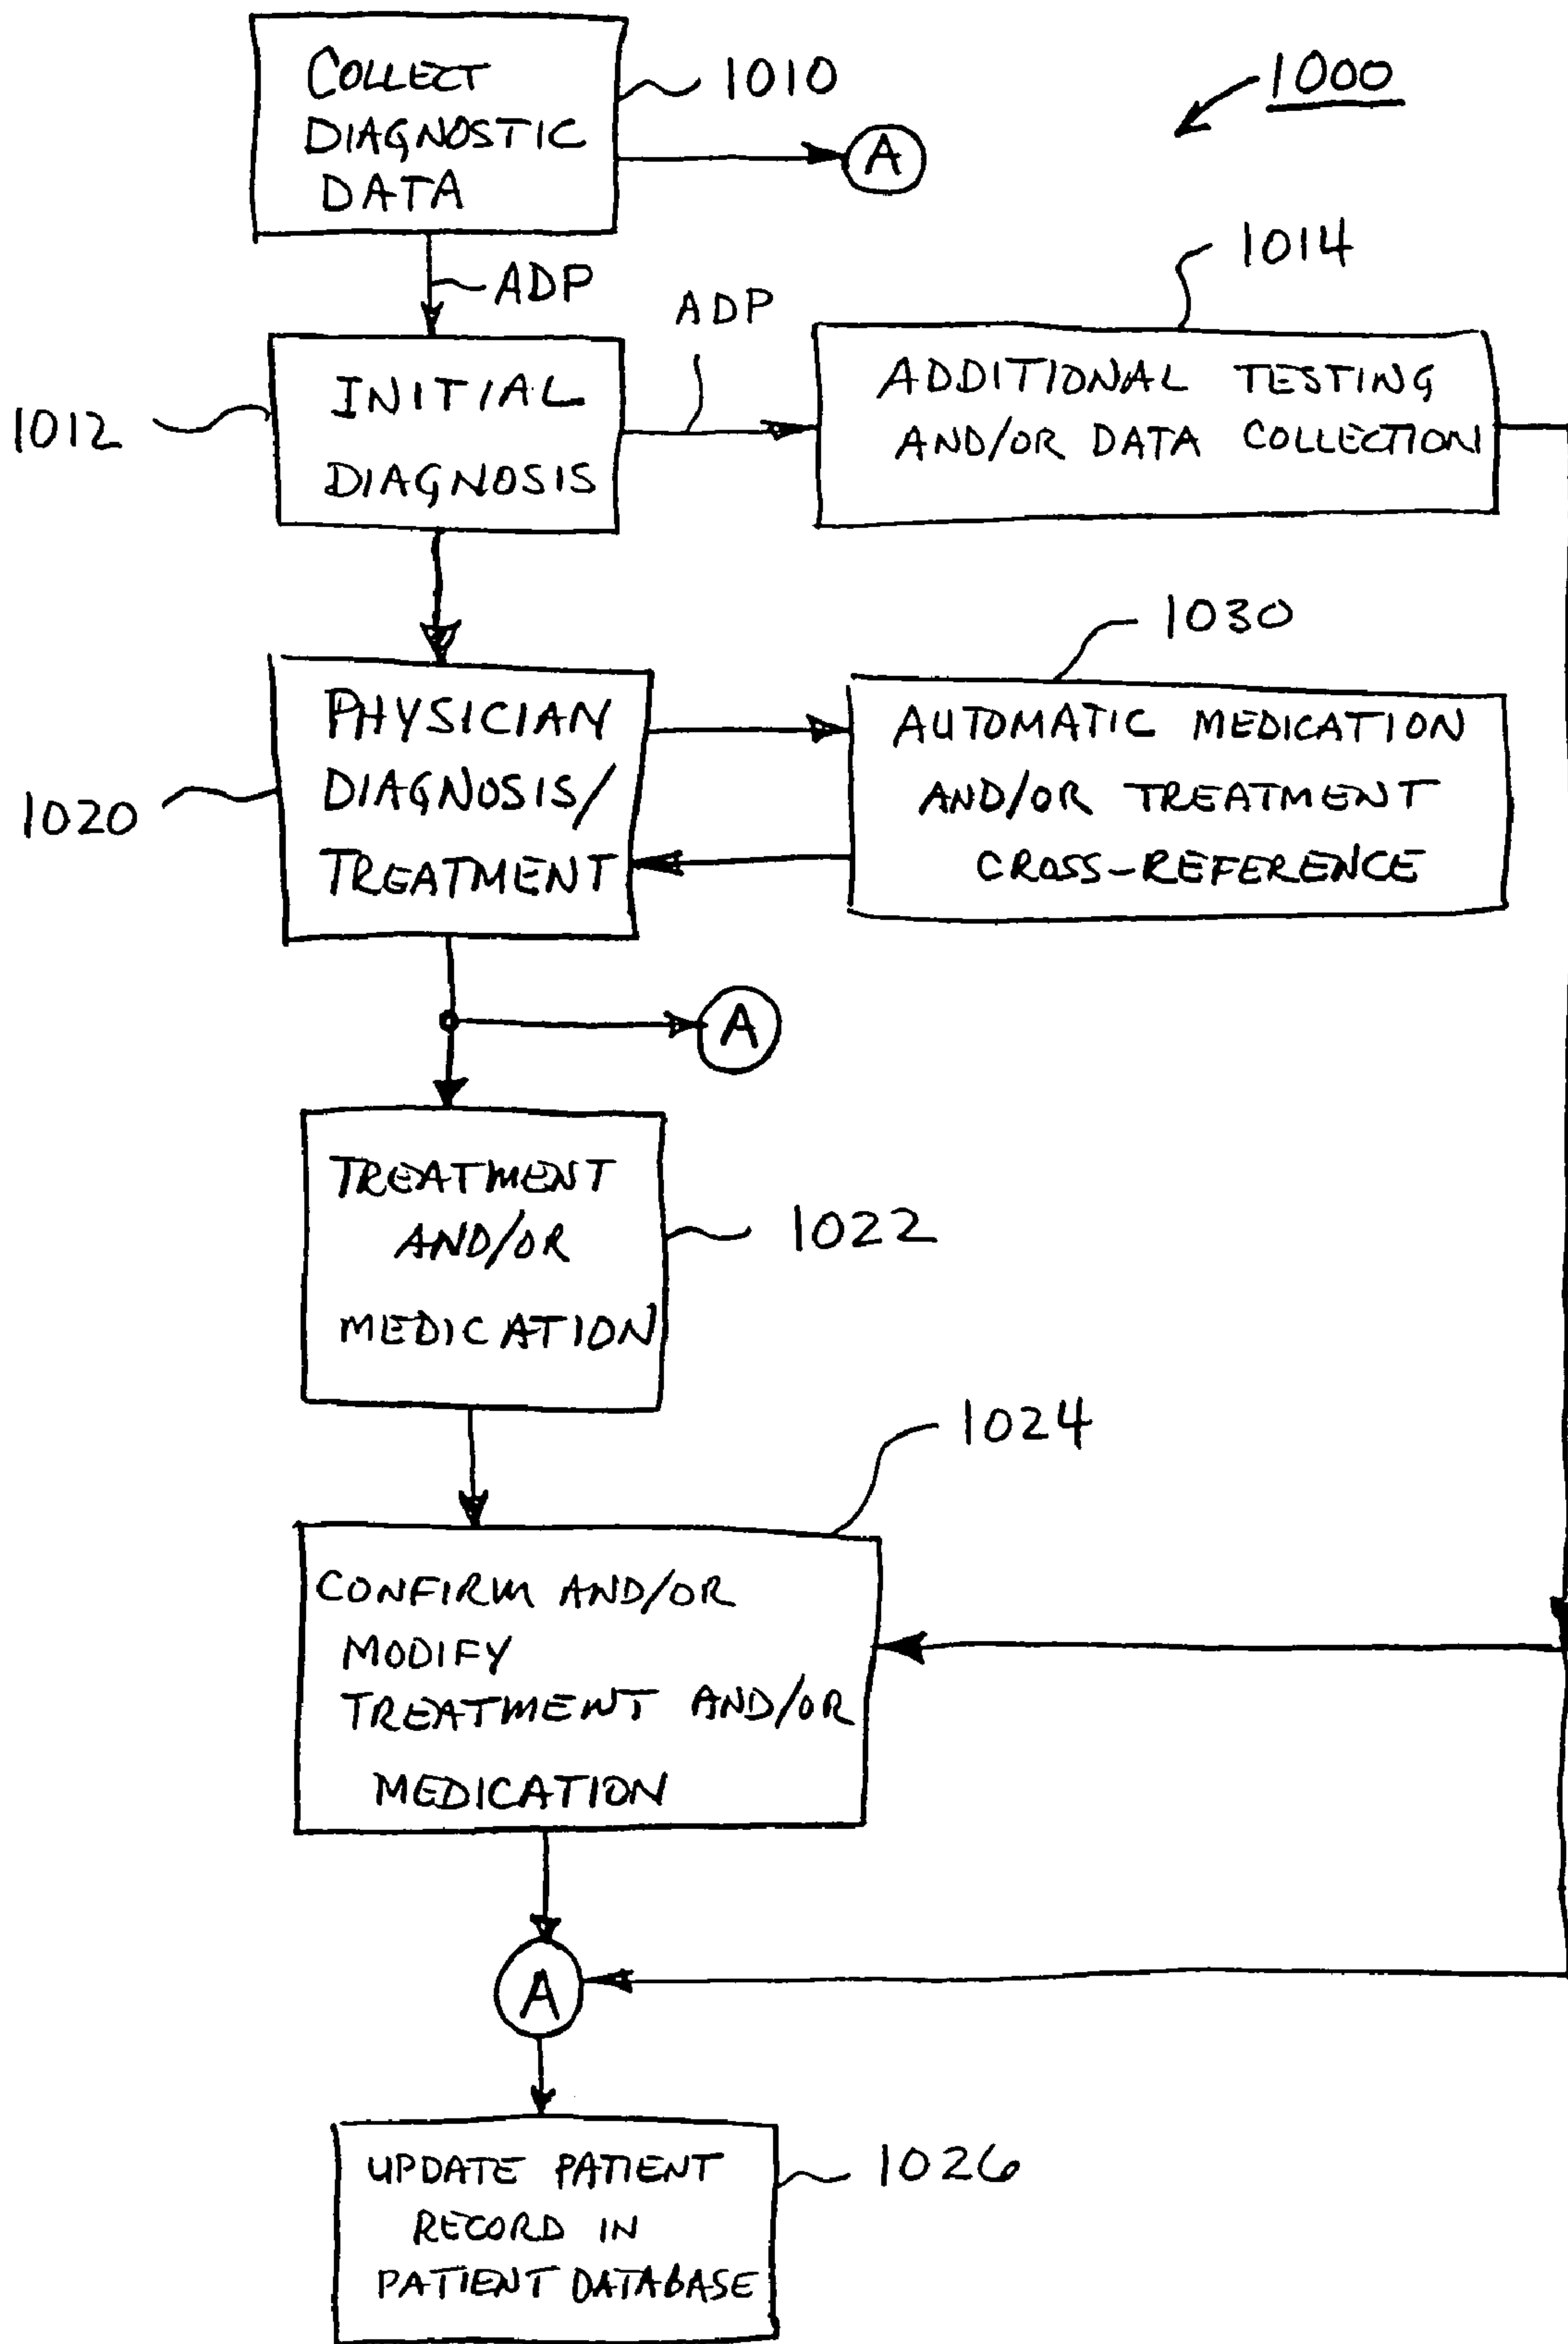 COLLECT
DIAGNOSTIC
DATA
1010
1000
A
ADP
ADP
1014
1012
INITIAL
DIAGNOSIS
ADDITIONAL TESTING
AND/OR DATA COLLECTION
1030
1020
PHYSICIAN
DIAGNOSIS/
TREATMENT
AUTOMATIC MEDICATION
AND/OR TREATMENT
CROSS-REFERENCE
A
TREATMENT
AND/OR
MEDICATION
1022
1024
CONFIRM AND/OR
MODIFY
TREATMENT AND/OR
MEDICATION
A
UPDATE PATIENT
RECORD IN
PATIENT DATABASE
1026